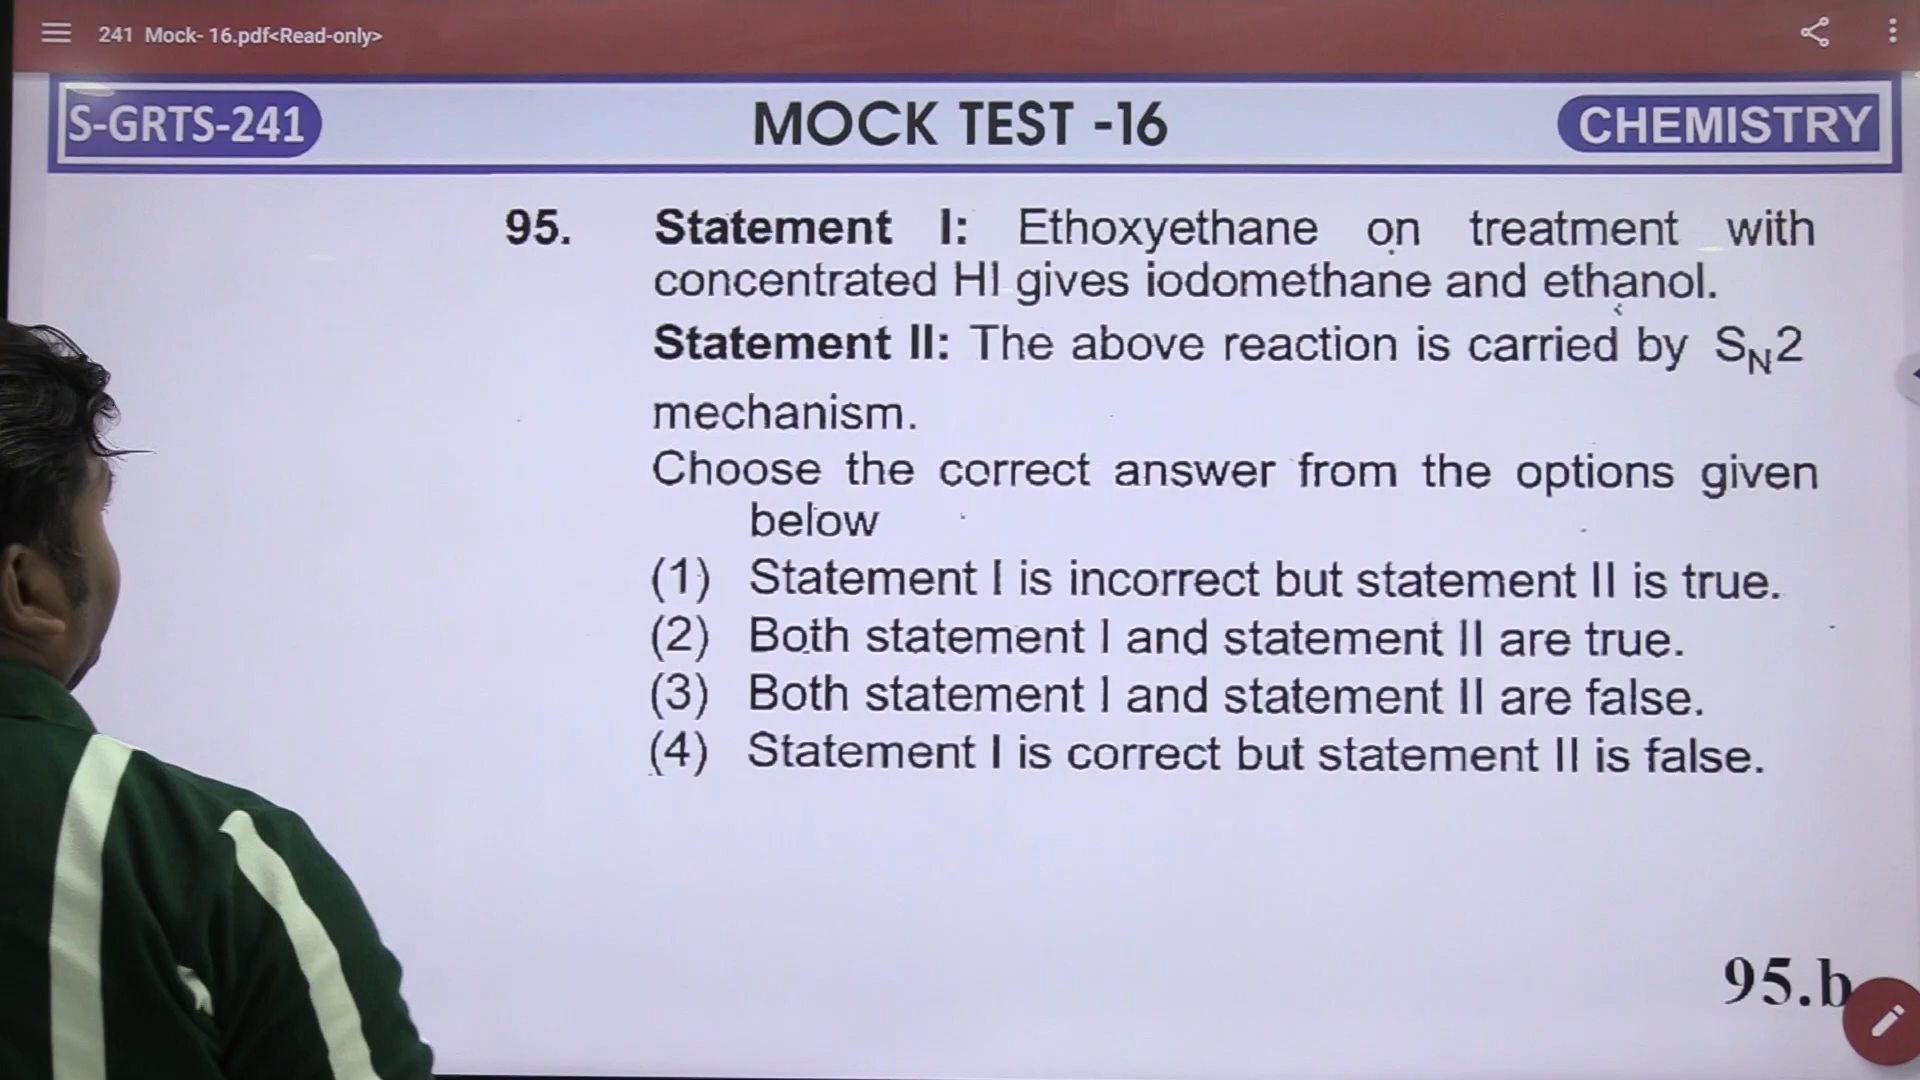 241 Mock- 16.pdf<Read-only>
S-GRTS-241 MOCK TEST -16 CHEMISTRY
95. Statement I: Ethoxyethane on treatment with
concentrated HI gives iodomethane and ethanol.
Statement II: The above reaction is carried by SN2
mechanism.
Choose the correct answer from the options given
below
(1) Statement I is incorrect but statement II is true.
(2) Both statement I and statement II are true.
(3) Both statement I and statement II are false.
(4) Statement I is correct but statement II is false.
95.b